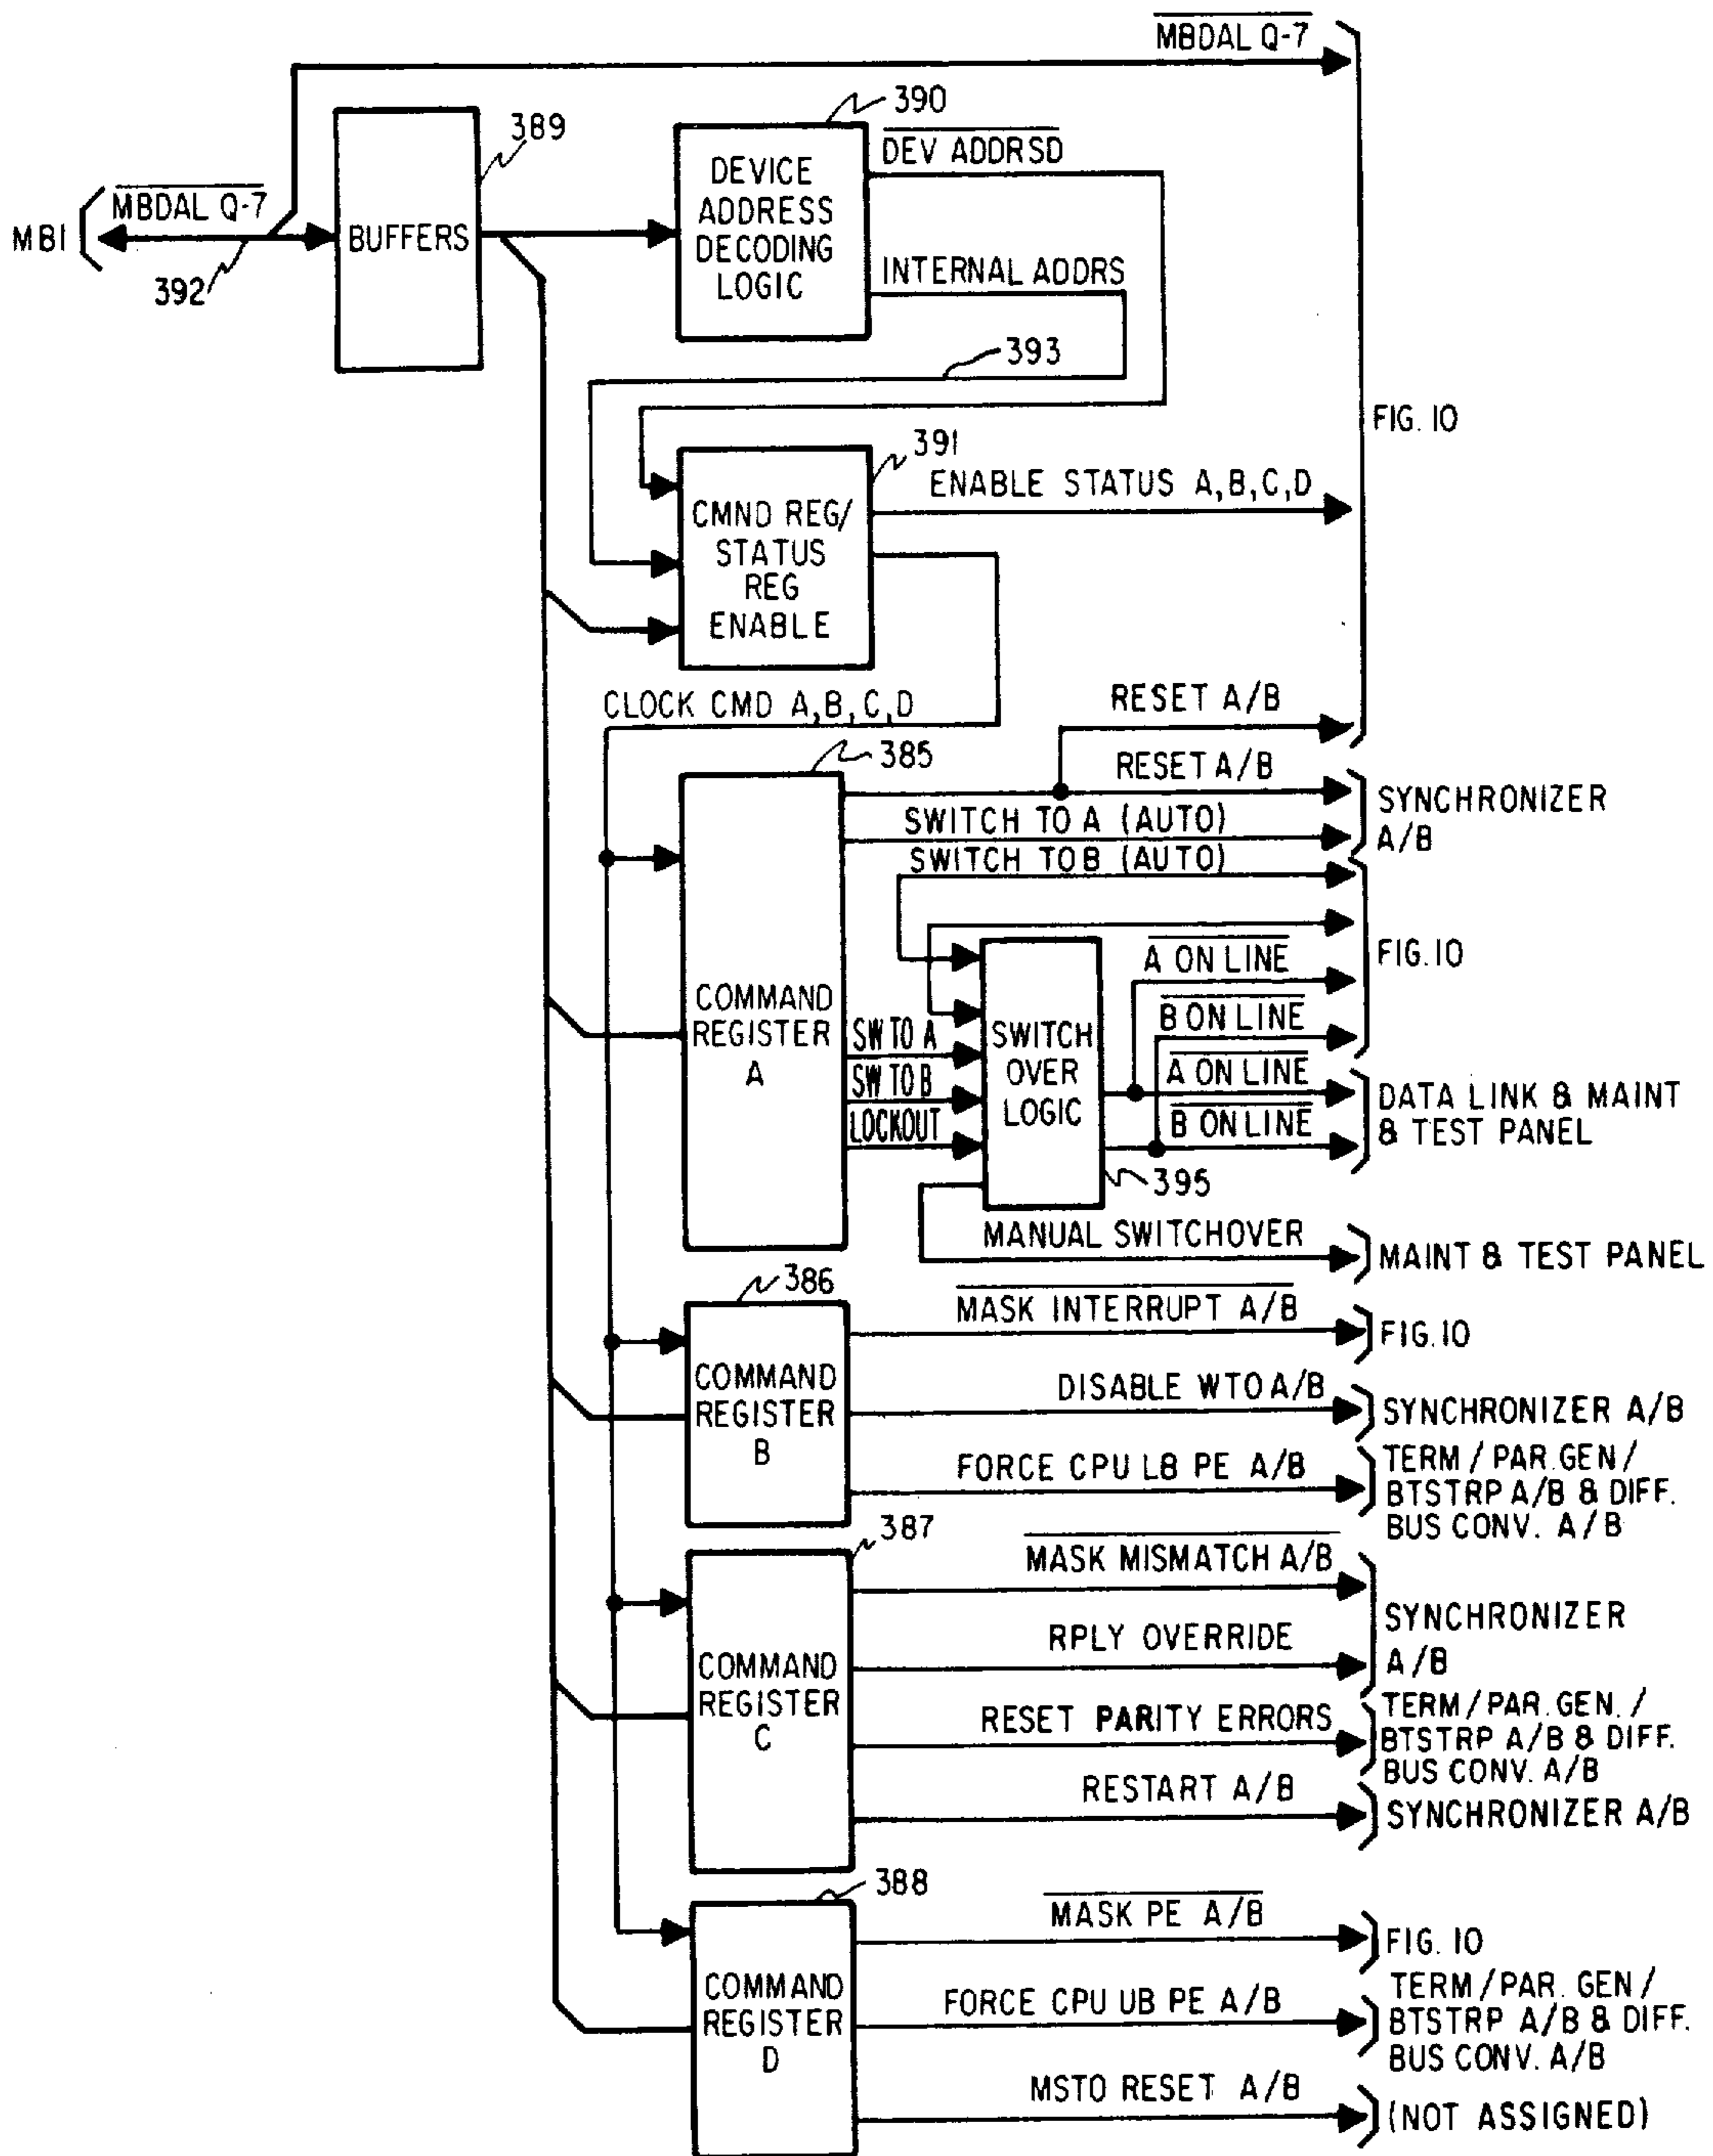 MBDAL Q-7
390
389
DEV ADDRSD
DEVICE
ADDRESS
DECODING
LOGIC
MBDAL Q-7
MBI
BUFFERS
392
INTERNAL ADDRS
393
FIG. 10
391
ENABLE STATUS A,B,C,D
CMND REG/
STATUS
REG
ENABLE
CLOCK CMD A,B,C,D
RESET A/B
385
RESET A/B
SYNCHRONIZER
A/B
SWITCH TO A (AUTO)
SWITCH TO B (AUTO)
FIG. 10
A ON LINE
COMMAND
REGISTER
A
SW TO A
SW TO B
LOCKOUT
SWITCH
OVER
LOGIC
B ON LINE
A ON LINE
B ON LINE
DATA LINK & MAINT
& TEST PANEL
395
MANUAL SWITCHOVER
MAINT & TEST PANEL
386
MASK INTERRUPT A/B
FIG. 10
COMMAND
REGISTER
B
DISABLE WTO A/B
SYNCHRONIZER A/B
FORCE CPU LB PE A/B
TERM / PAR. GEN /
BTSTRP A/B & DIFF.
BUS CONV. A/B
387
MASK MISMATCH A/B
SYNCHRONIZER
A/B
RPLY OVERRIDE
COMMAND
REGISTER
C
RESET PARITY ERRORS
TERM / PAR. GEN. /
BTSTRP A/B & DIFF.
BUS CONV. A/B
RESTART A/B
SYNCHRONIZER A/B
388
MASK PE A/B
FIG. 10
COMMAND
REGISTER
D
FORCE CPU UB PE A/B
TERM / PAR. GEN /
BTSTRP A/B & DIFF.
BUS CONV. A/B
MSTO RESET A/B
(NOT ASSIGNED)